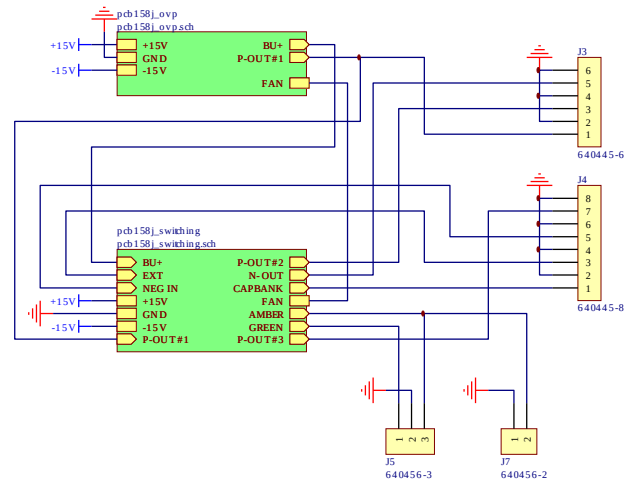 pcb158j_ovp
pcb158j_ovp.sch
+15V
+15V
BU+
GND
P-OUT#1
-15V
-15V
FAN
J3
6
5
4
3
2
1
640445-6
J4
8
7
6
5
4
3
2
1
640445-8
pcb158j_switching
pcb158j_switching.sch
BU+
P-OUT#2
EXT
N-OUT
NEG IN
CAPBANK
+15V
+15V
FAN
GND
AMBER
-15V
-15V
GREEN
P-OUT#1
P-OUT#3
1
2
3
J5
640456-3
1
2
J7
640456-2